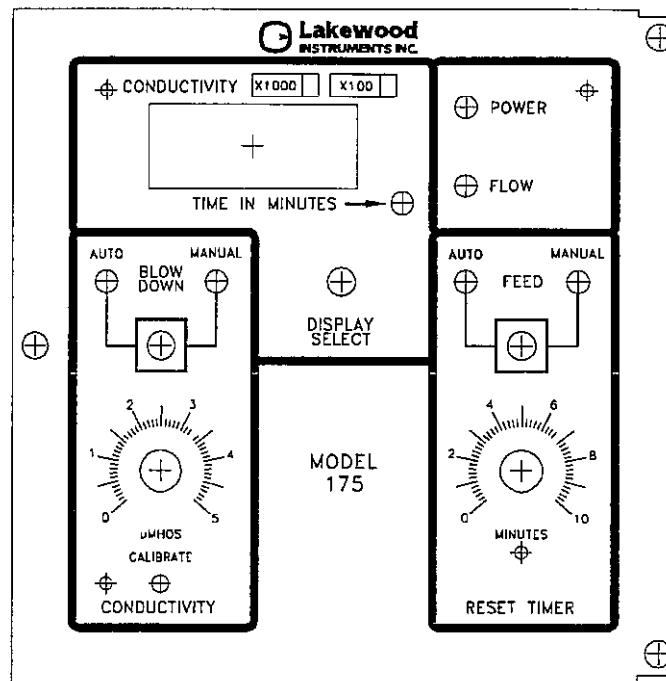 Lakewood
INSTRUMENTS INC.
CONDUCTIVITY X1000 X100
TIME IN MINUTES
POWER
FLOW
AUTO MANUAL
BLOW
DOWN
DISPLAY
SELECT
AUTO FEED MANUAL
0 1 2 3 4 5
μMHOS
CALIBRATE
CONDUCTIVITY
MODEL
175
0 2 4 6 8 10
MINUTES
RESET TIMER